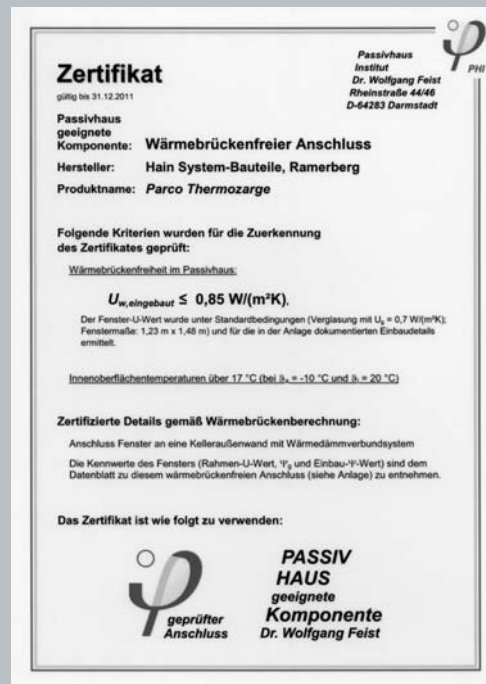 Zertifikat
gültig bis 31.12.2011
Passivhaus
Institut
Dr. Wolfgang Feist
Rheinstraße 44/46
D-64283 Darmstadt
PHI
Passivhaus
geeignete
Komponente: Wärmebrückenfreier Anschluss
Hersteller: Hain System-Bauteile, Ramerberg
Produktname: Parco Thermozarge
Folgende Kriterien wurden für die Zuerkennung
des Zertifikates geprüft:
Wärmebrückenfreiheit im Passivhaus:
Uw,eingebaut ≤ 0,85 W/(m²K).
Der Fenster-U-Wert wurde unter Standardbedingungen (Verglasung mit Ug = 0,7 W/(m²K);
Fenstermaße: 1,23 m x 1,48 m) und für die in der Anlage dokumentierten Einbaudetails
ermittelt.
Innenoberflächentemperaturen über 17 °C (bei ϑa = -10 °C und ϑi = 20 °C)
Zertifizierte Details gemäß Wärmebrückenberechnung:
Anschluss Fenster an eine Kelleraußenwand mit Wärmedämmverbundsystem
Die Kennwerte des Fensters (Rahmen-U-Wert, Ψg und Einbau-Ψ-Wert) sind dem
Datenblatt zu diesem wärmebrückenfreien Anschluss (siehe Anlage) zu entnehmen.
Das Zertifikat ist wie folgt zu verwenden:
geprüfter
Anschluss
PASSIV
HAUS
geeignete
Komponente
Dr. Wolfgang Feist